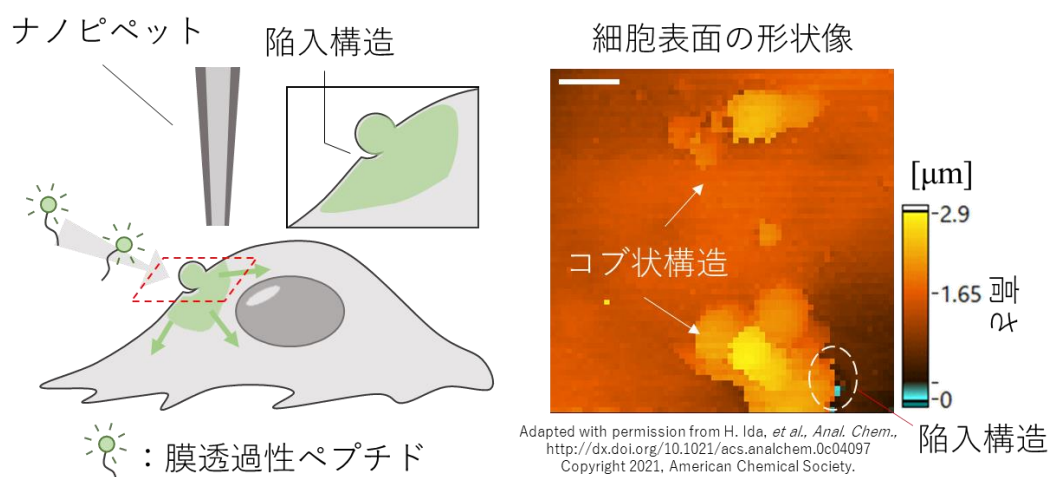 ナノピペット
陥入構造
：膜透過性ペプチド
細胞表面の形状像
コブ状構造
[μm]
2.9
1.65
0
高さ
陥入構造
Adapted with permission from H. Ida, et al., Anal. Chem.,
http://dx.doi.org/10.1021/acs.analchem.0c04097
Copyright 2021, American Chemical Society.